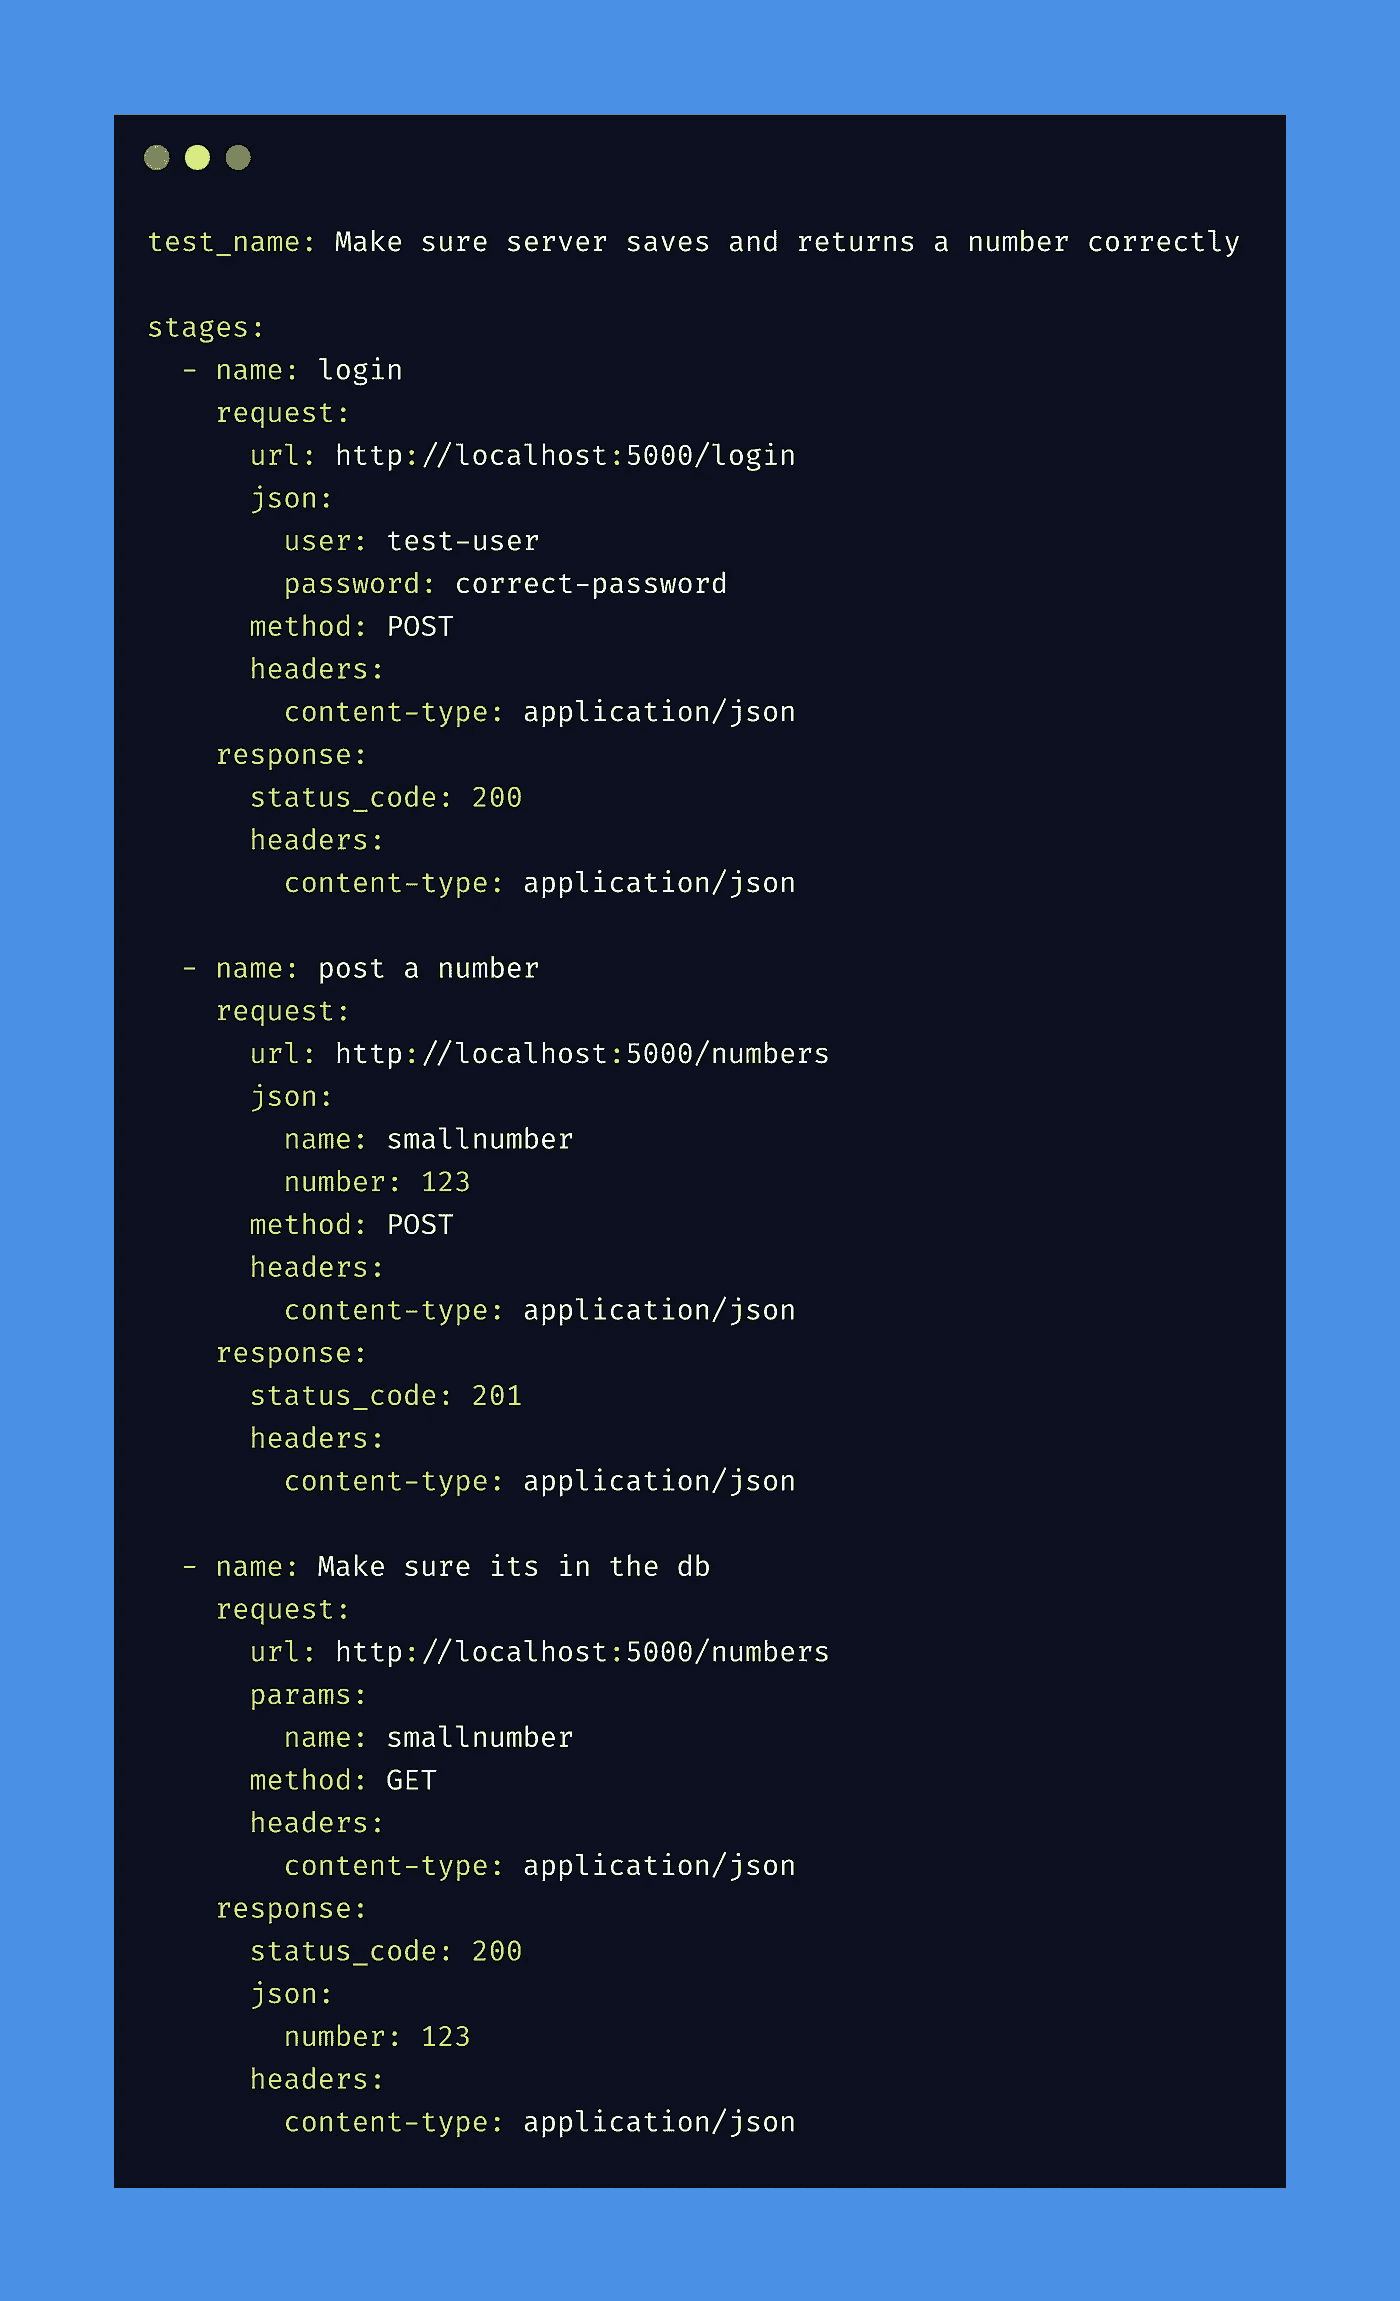 test_name: Make sure server saves and returns a number correctly

stages:
  - name: login
    request:
      url: http://localhost:5000/login
      json:
        user: test-user
        password: correct-password
      method: POST
      headers:
        content-type: application/json
    response:
      status_code: 200
      headers:
        content-type: application/json

  - name: post a number
    request:
      url: http://localhost:5000/numbers
      json:
        name: smallnumber
        number: 123
      method: POST
      headers:
        content-type: application/json
    response:
      status_code: 201
      headers:
        content-type: application/json

  - name: Make sure its in the db
    request:
      url: http://localhost:5000/numbers
      params:
        name: smallnumber
      method: GET
      headers:
        content-type: application/json
    response:
      status_code: 200
      json:
        number: 123
      headers:
        content-type: application/json